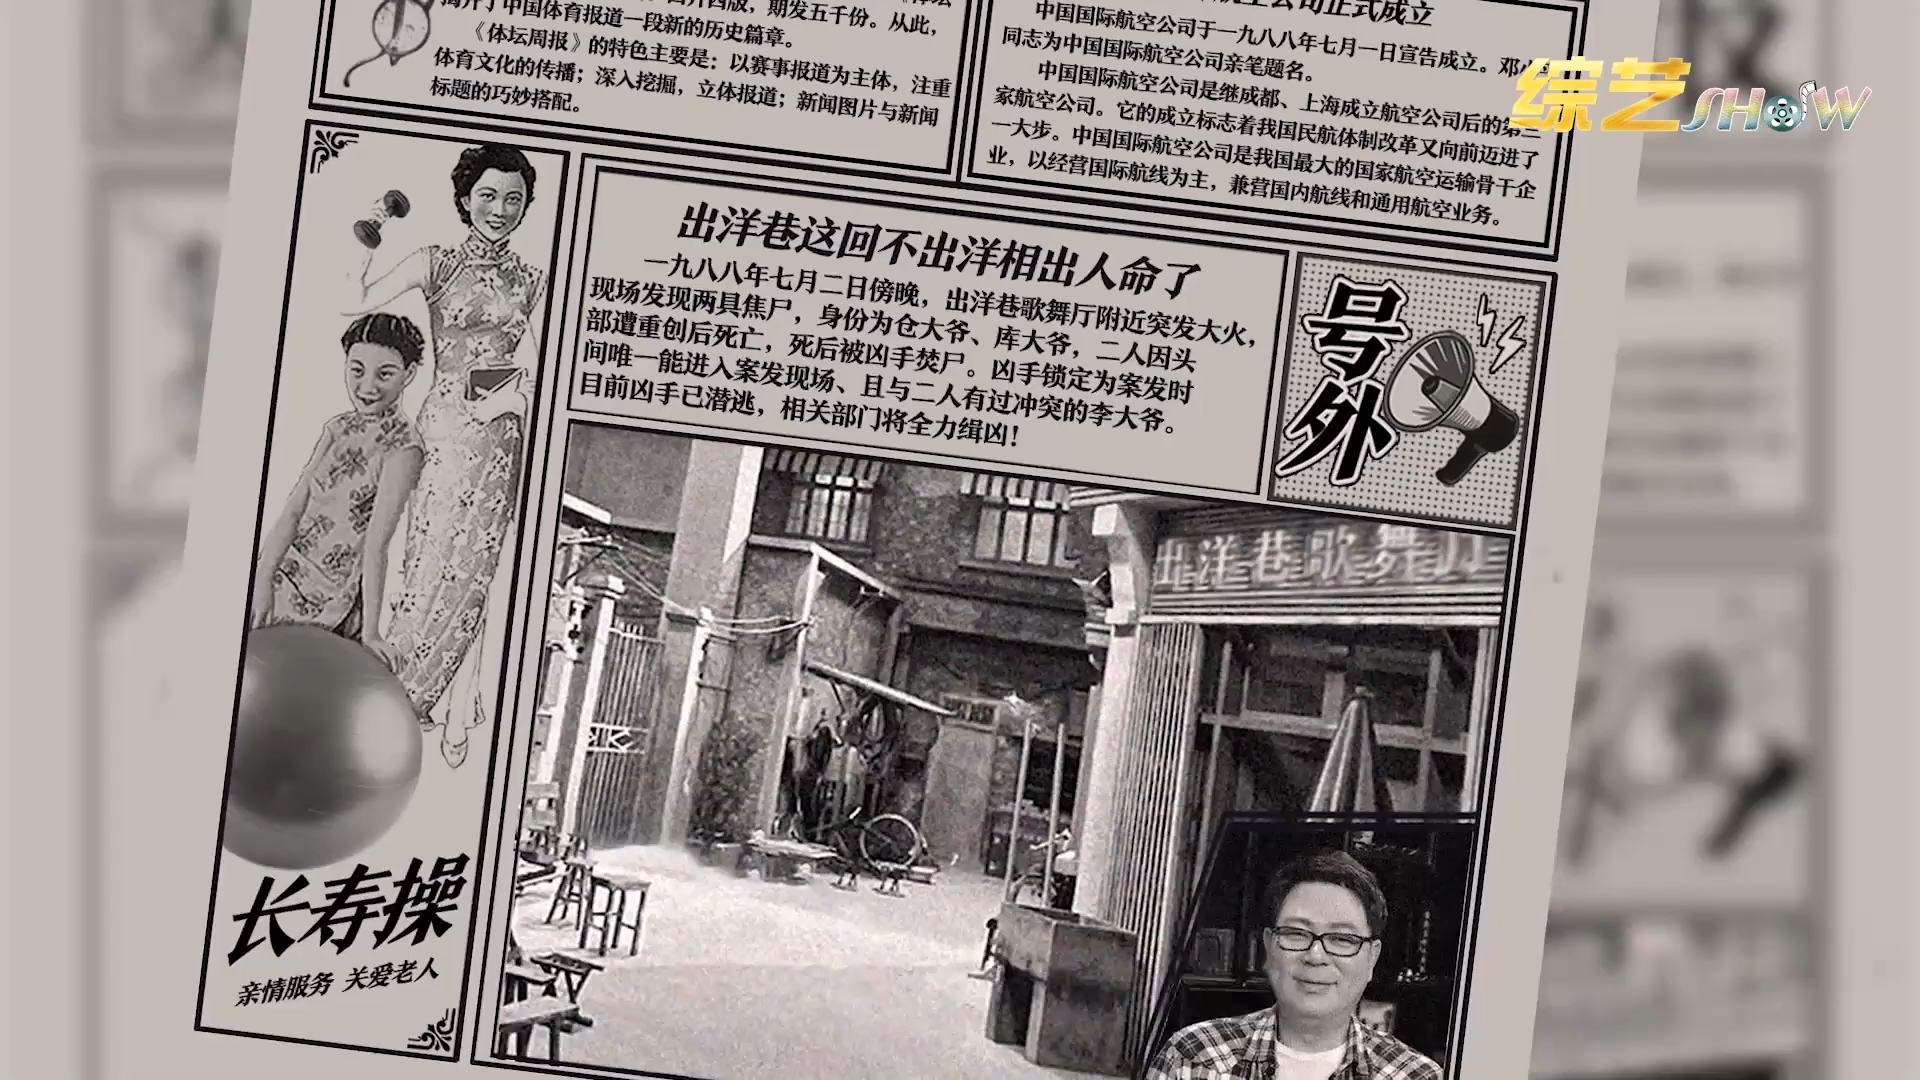 揭开了中国体育报道一段新的历史篇章。
《体坛周报》的特色主要是：以赛事报道为主体，注重
体育文化的传播；深入挖掘，立体报道；新闻图片与新闻
标题的巧妙搭配。
公司正式成立
中国国际航空公司于一九八八年七月一日宣告成立。邓小
同志为中国国际航空公司亲笔题名。
中国国际航空公司是继成都、上海成立航空公司后的第三
家航空公司。它的成立标志着我国民航体制改革又向前迈进了
一大步。中国国际航空公司是我国最大的国家航空运输骨干企
业，以经营国际航线为主，兼营国内航线和通用航空业务。
综艺SHOW
出洋巷这回不出洋相出人命了
一九八八年七月二日傍晚，出洋巷歌舞厅附近突发大火，
现场发现两具焦尸，身份为仓大爷、库大爷，二人因头
部遭重创后死亡，死后被凶手焚尸。凶手锁定为案发时
间唯一能进入案发现场、且与二人有过冲突的李大爷。
目前凶手已潜逃，相关部门将全力缉凶！
号外
出洋巷歌舞厅
长寿操
亲情服务 关爱老人